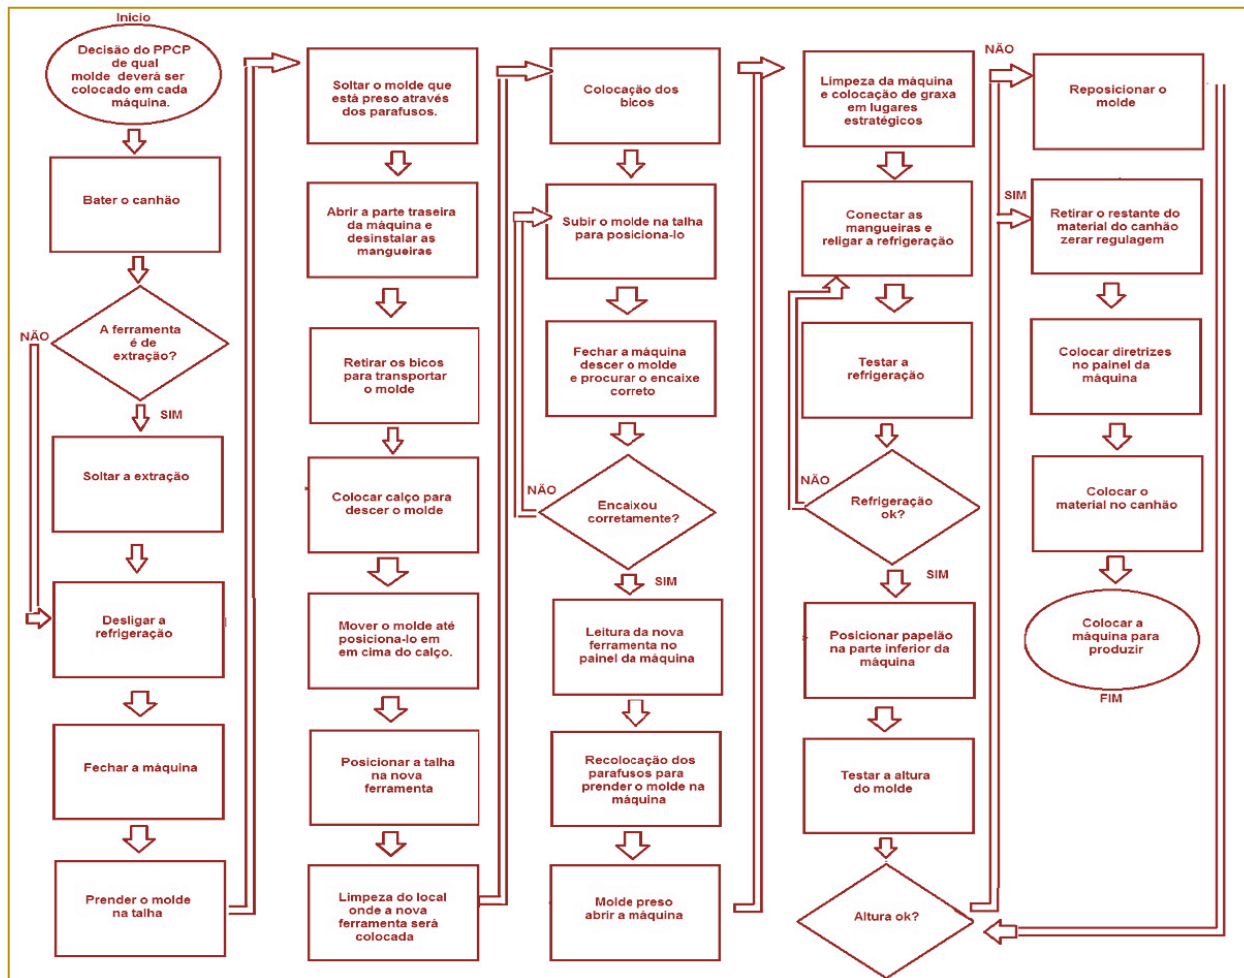 Inicio
Decisão do PPCP
de qual
molde deverá ser
colocado em cada
máquina.
Bater o canhão
A ferramenta
é de
extração?
NÃO
SIM
Soltar a extração
Desligar a
refrigeração
Fechar a máquina
Prender o molde
na talha
Soltar o molde que
está preso através
dos parafusos.
Abrir a parte traseira
da máquina e
desinstalar as
mangueiras
Retirar os bicos
para transportar
o molde
Colocar calço para
descer o molde
Mover o molde até
posiciona-lo em
em cima do calço.
Posicionar a talha
na nova
ferramenta
Limpeza do local
onde a nova
ferramenta será
colocada
Colocação dos
bicos
Subir o molde na talha
para posiciona-lo
Fechar a máquina
descer o molde
e procurar o encaixe
correto
NÃO
Encaixou
corretamente?
SIM
Leitura da nova
ferramenta no
painel da máquina
Recolocação dos
parafusos para
prender o molde na
máquina
Molde preso
abrir a máquina
Limpeza da máquina
e colocação de graxa
em lugares
estratégicos
Conectar as
mangueiras e
religar a refrigeração
Testar a
refrigeração
NÃO
Refrigeração
ok?
SIM
Posicionar papelão
na parte inferior da
máquina
Testar a altura
do molde
Altura ok?
NÃO
Reposicionar o
molde
SIM
Retirar o restante do
material do canhão
zerar regulagem
Colocar diretrizes
no painel da
máquina
Colocar o
material no canhão
Colocar a
máquina para
produzir
FIM